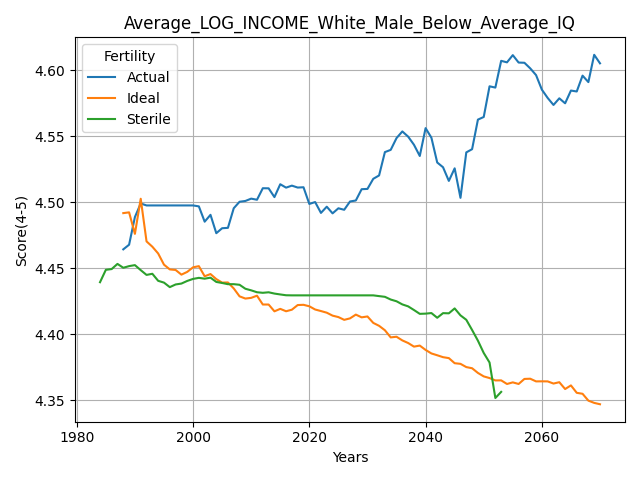 Average_LOG_INCOME_White_Male_Below_Average_IQ
Fertility
Actual
Ideal
Sterile
Score(4-5)
4.60
4.55
4.50
4.45
4.40
4.35
1980
2000
2020
2040
2060
Years